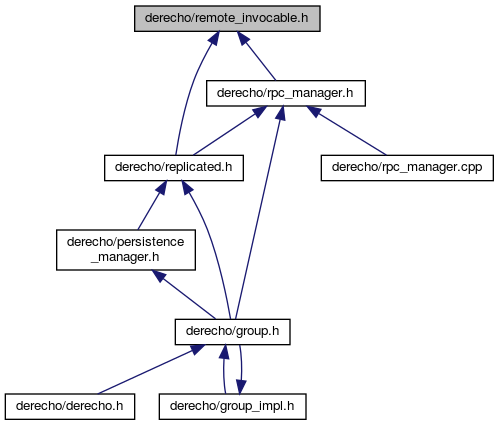 derecho/remote_invocable.h
derecho/rpc_manager.h
derecho/replicated.h
derecho/rpc_manager.cpp
derecho/persistence
_manager.h
derecho/group.h
derecho/derecho.h
derecho/group_impl.h